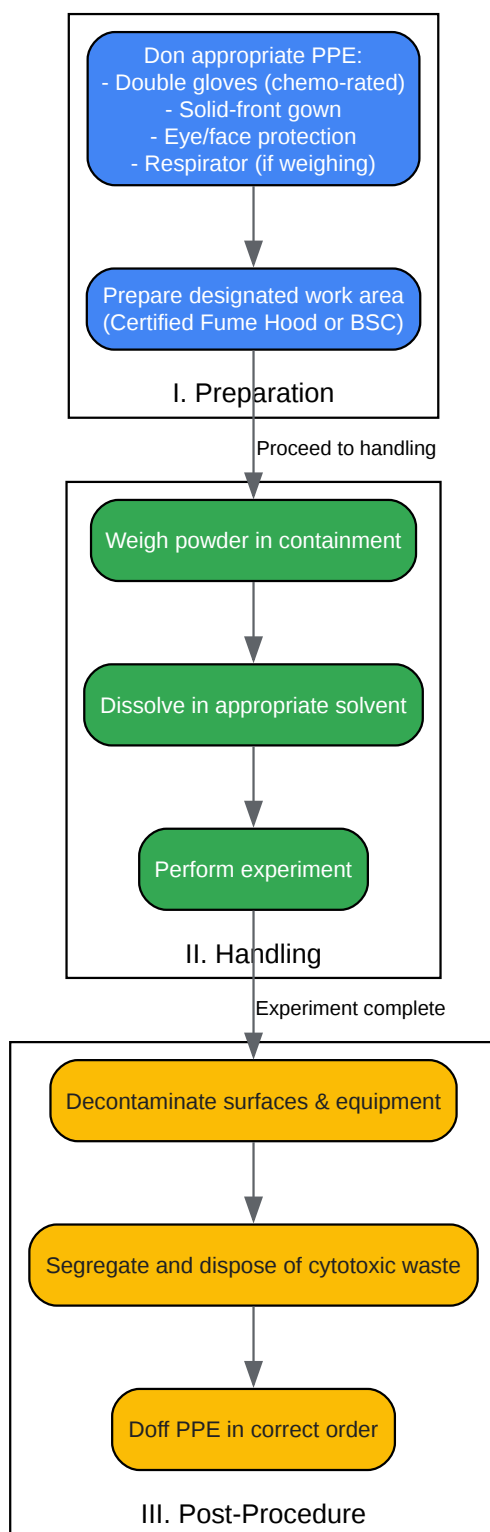 Don appropriate PPE:
- Double gloves (chemo-rated)
- Solid-front gown
- Eye/face protection
- Respirator (if weighing)
Prepare designated work area
(Certified Fume Hood or BSC)
I. Preparation
Proceed to handling
Weigh powder in containment
Dissolve in appropriate solvent
Perform experiment
II. Handling
Experiment complete
Decontaminate surfaces & equipment
Segregate and dispose of cytotoxic waste
Doff PPE in correct order
III. Post-Procedure